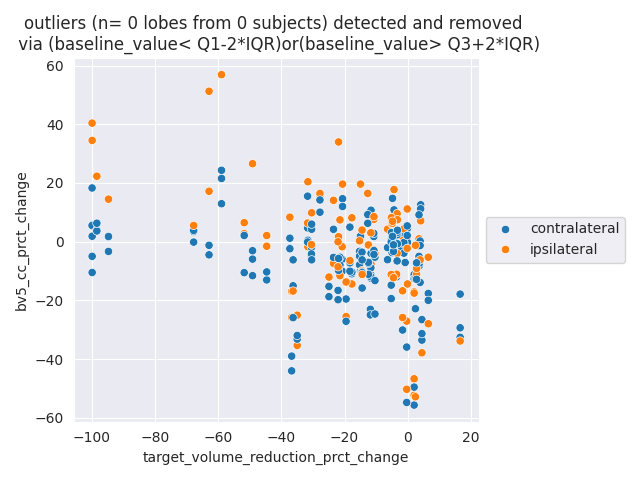 outliers (n= 0 lobes from 0 subjects) detected and removed
via (baseline_value< Q1-2*IQR)or(baseline_value> Q3+2*IQR)
60
40
20
0
−20
−40
−60
bv5_cc_prct_change
contralateral
ipsilateral
−100 −80 −60 −40 −20 0 20
target_volume_reduction_prct_change